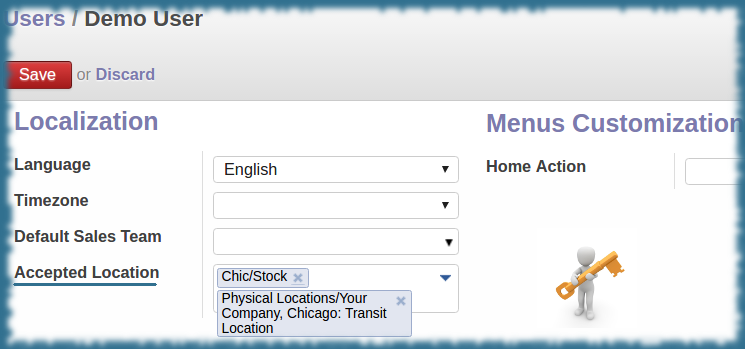 Users / Demo User
Save or Discard
Localization
Menus Customization
Language
English
Home Action
Timezone
Default Sales Team
Accepted Location
Chic/Stock
Physical Locations/Your
Company, Chicago: Transit
Location